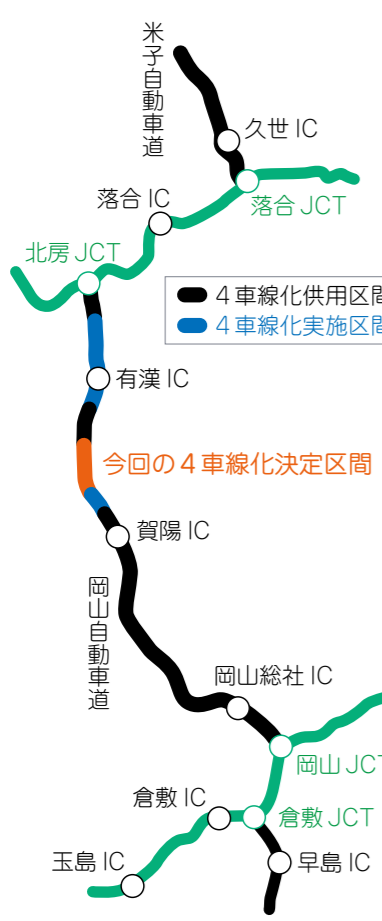 米子自動車道
久世 IC
落合 JCT
落合 IC
北房 JCT
4車線化供用区間
4車線化実施区間
有漢 IC
今回の4車線化決定区間
賀陽 IC
岡山自動車道
岡山総社 IC
岡山 JCT
倉敷 IC
倉敷 JCT
玉島 IC
早島 IC